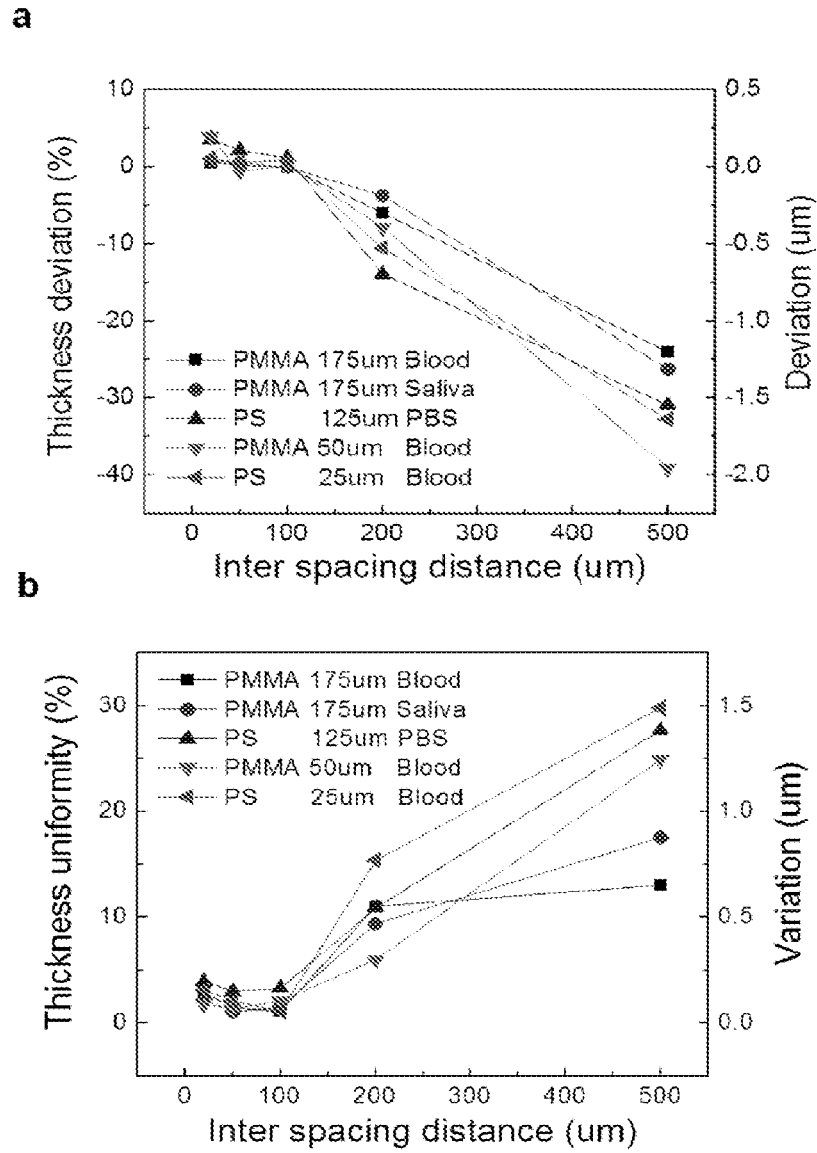 a
10
0
-10
-20
-30
-40
Thickness deviation (%)
PMMA 175um Blood
PMMA 175um Saliva
PS 125um PBS
PMMA 50um Blood
PS 25um Blood
0.5
0.0
-0.5
-1.0
-1.5
-2.0
Deviation (um)
0 100 200 300 400 500
Inter spacing distance (um)
b
30
20
10
0
Thickness uniformity (%)
PMMA 175um Blood
PMMA 175um Saliva
PS 125um PBS
PMMA 50um Blood
PS 25um Blood
1.5
1.0
0.5
0.0
Variation (um)
0 100 200 300 400 500
Inter spacing distance (um)